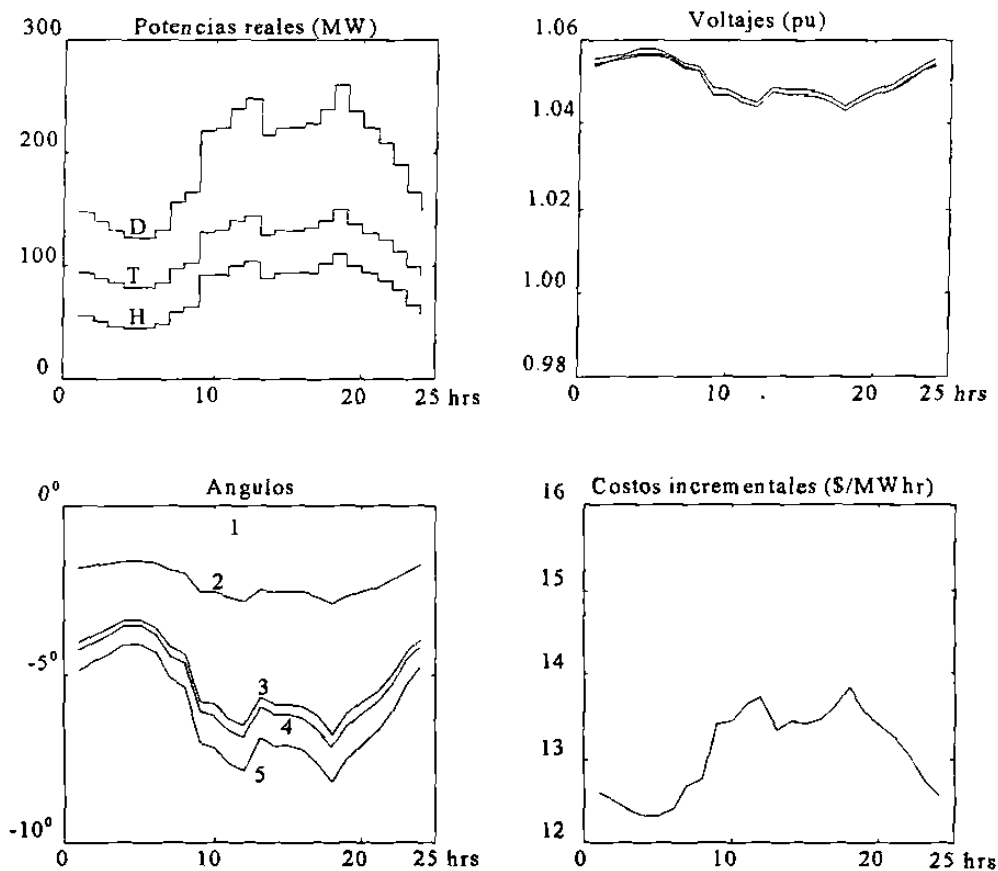 Potencias reales (MW)
300
200
100
0
D
T
H
0 10 20 25 hrs
Voltajes (pu)
1.06
1.04
1.02
1.00
0.98
0 10 20 25 hrs
Angulos
0°
-5°
-10°
1
2
3
4
5
0 10 20 25 hrs
Costos incrementales ($/MWhr)
16
15
14
13
12
0 10 20 25 hrs